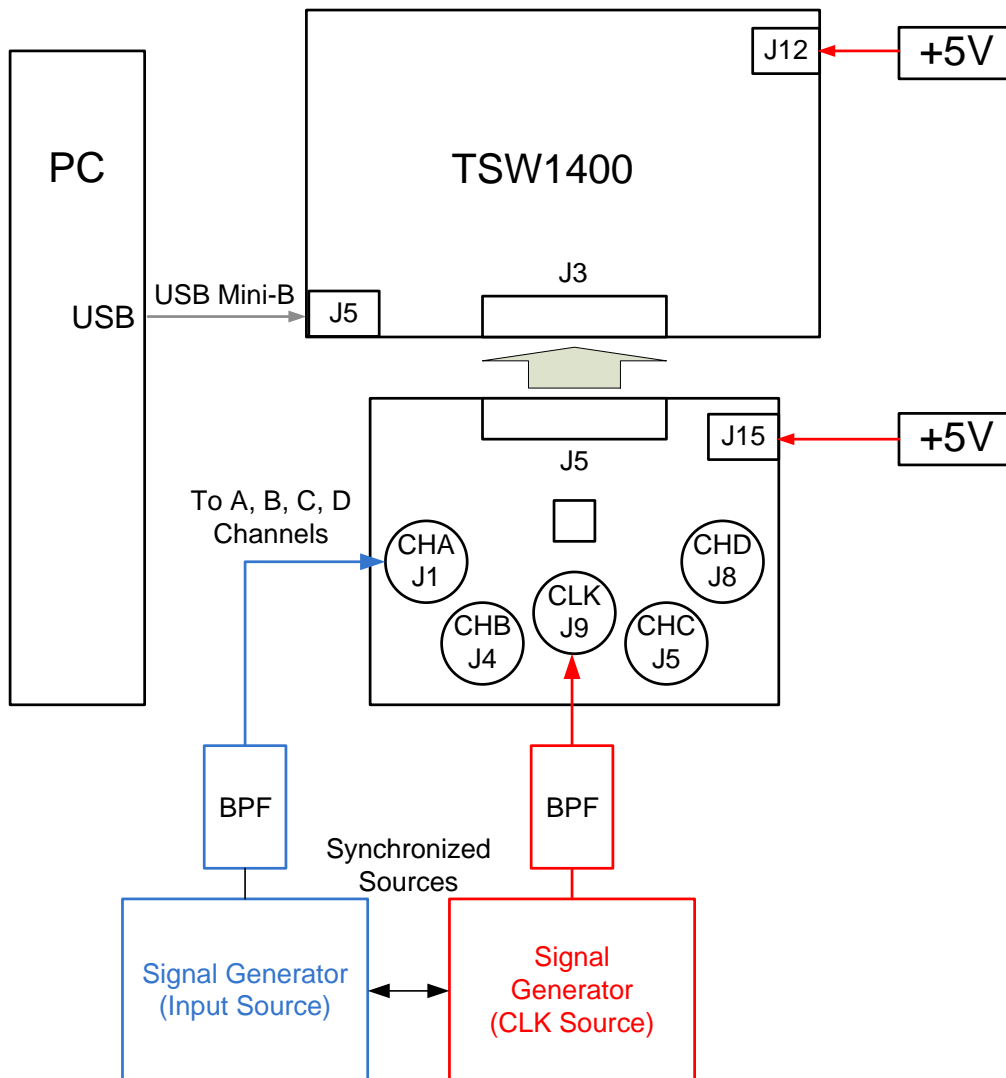 J12
+5V
PC
TSW1400
J3
USB Mini-B
USB
J5
J15
+5V
J5
To A, B, C, D
Channels
CHA
J1
CHD
J8
CLK
J9
CHB
J4
CHC
J5
BPF
BPF
Synchronized
Sources
Signal Generator
(Input Source)
Signal
Generator
(CLK Source)